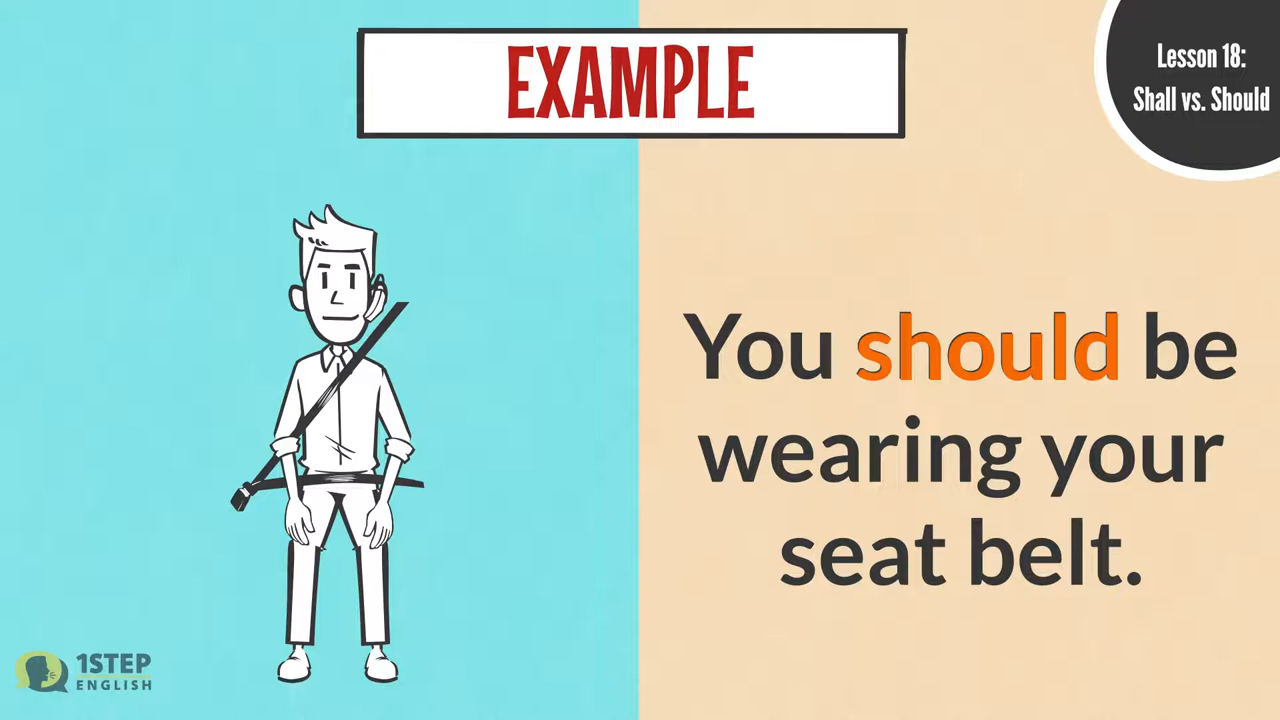 EXAMPLE
Lesson 18:
Shall vs. Should
You should be
wearing your
seat belt.
1STEP
ENGLISH